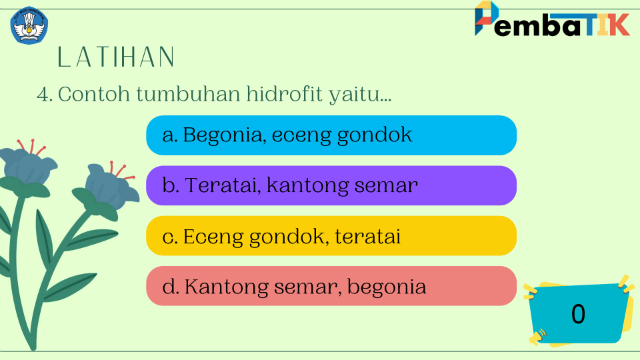 PembaTIK
LATIHAN
4. Contoh tumbuhan hidrofit yaitu...
a. Begonia, eceng gondok
b. Teratai, kantong semar
c. Eceng gondok, teratai
d. Kantong semar, begonia
0